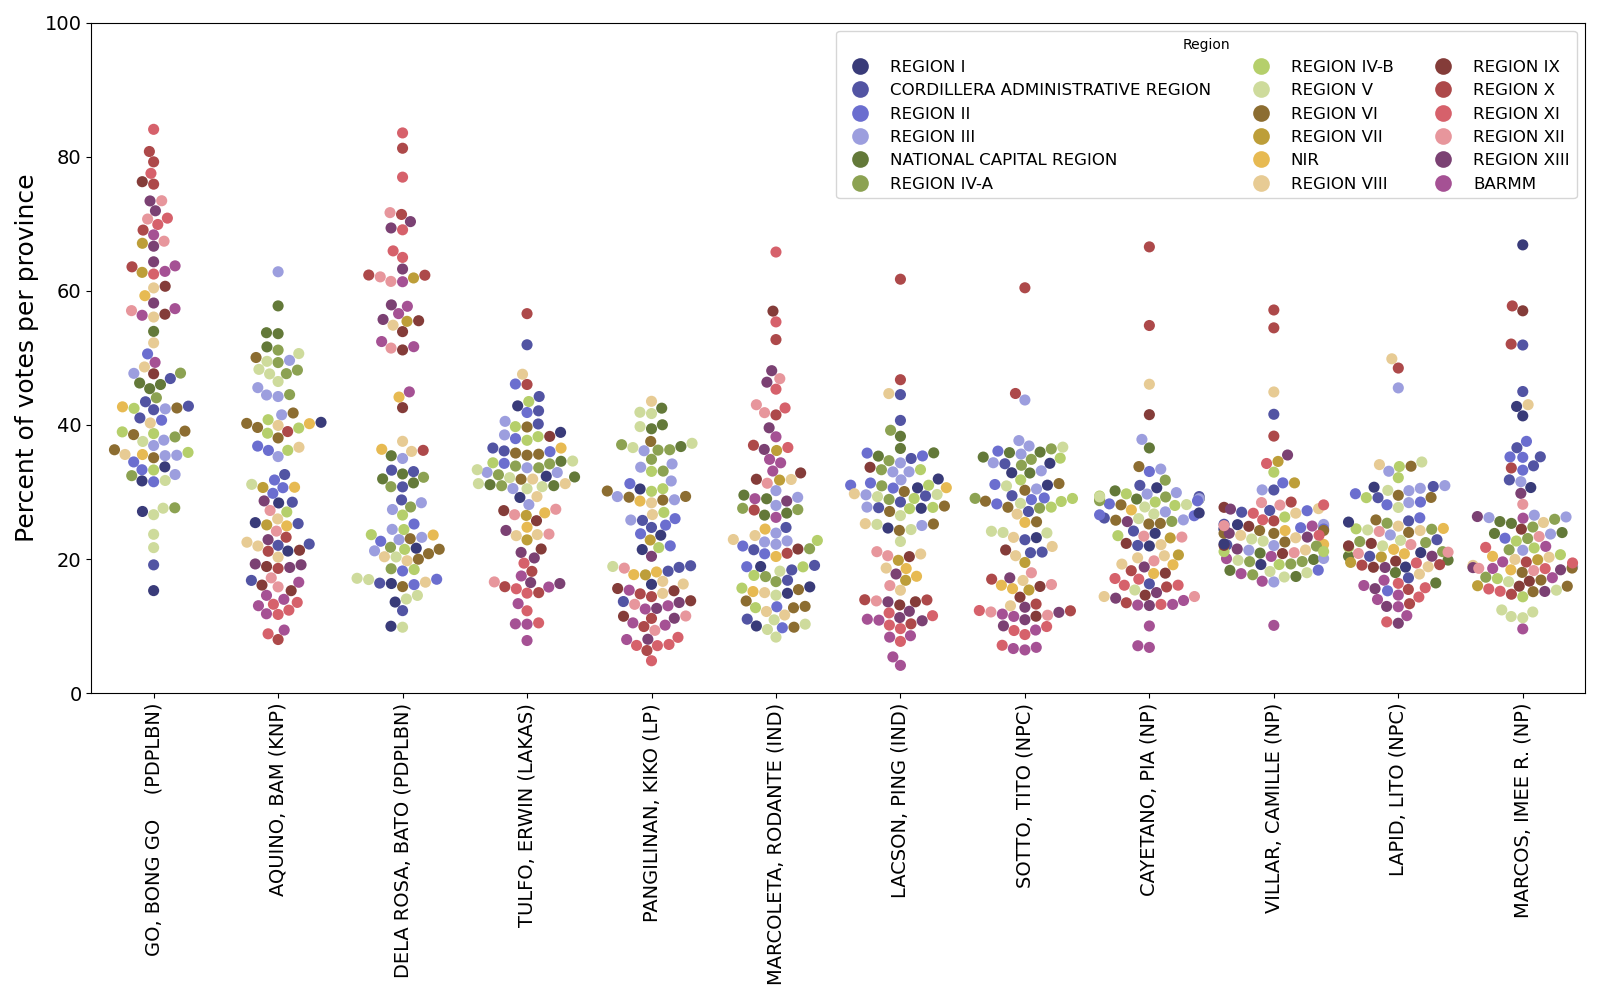 Percent of votes per province
100
80
60
40
20
0
Region
REGION I
CORDILLERA ADMINISTRATIVE REGION
REGION II
REGION III
NATIONAL CAPITAL REGION
REGION IV-A
REGION IV-B
REGION V
REGION VI
REGION VII
NIR
REGION VIII
REGION IX
REGION X
REGION XI
REGION XII
REGION XIII
BARMM
GO, BONG GO (PDPLBN)
AQUINO, BAM (KNP)
DELA ROSA, BATO (PDPLBN)
TULFO, ERWIN (LAKAS)
PANGILINAN, KIKO (LP)
MARCOLETA, RODANTE (IND)
LACSON, PING (IND)
SOTTO, TITO (NPC)
CAYETANO, PIA (NP)
VILLAR, CAMILLE (NP)
LAPID, LITO (NPC)
MARCOS, IMEE R. (NP)